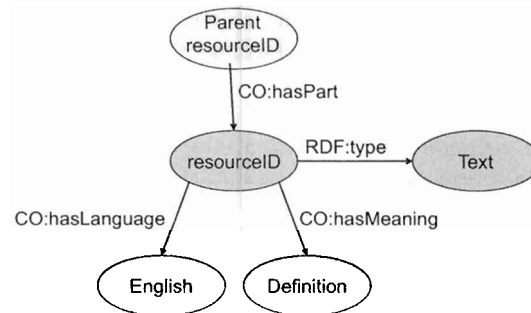 Parent
resourceID
CO:hasPart
resourceID
RDF:type
Text
CO:hasLanguage
CO:hasMeaning
English
Definition